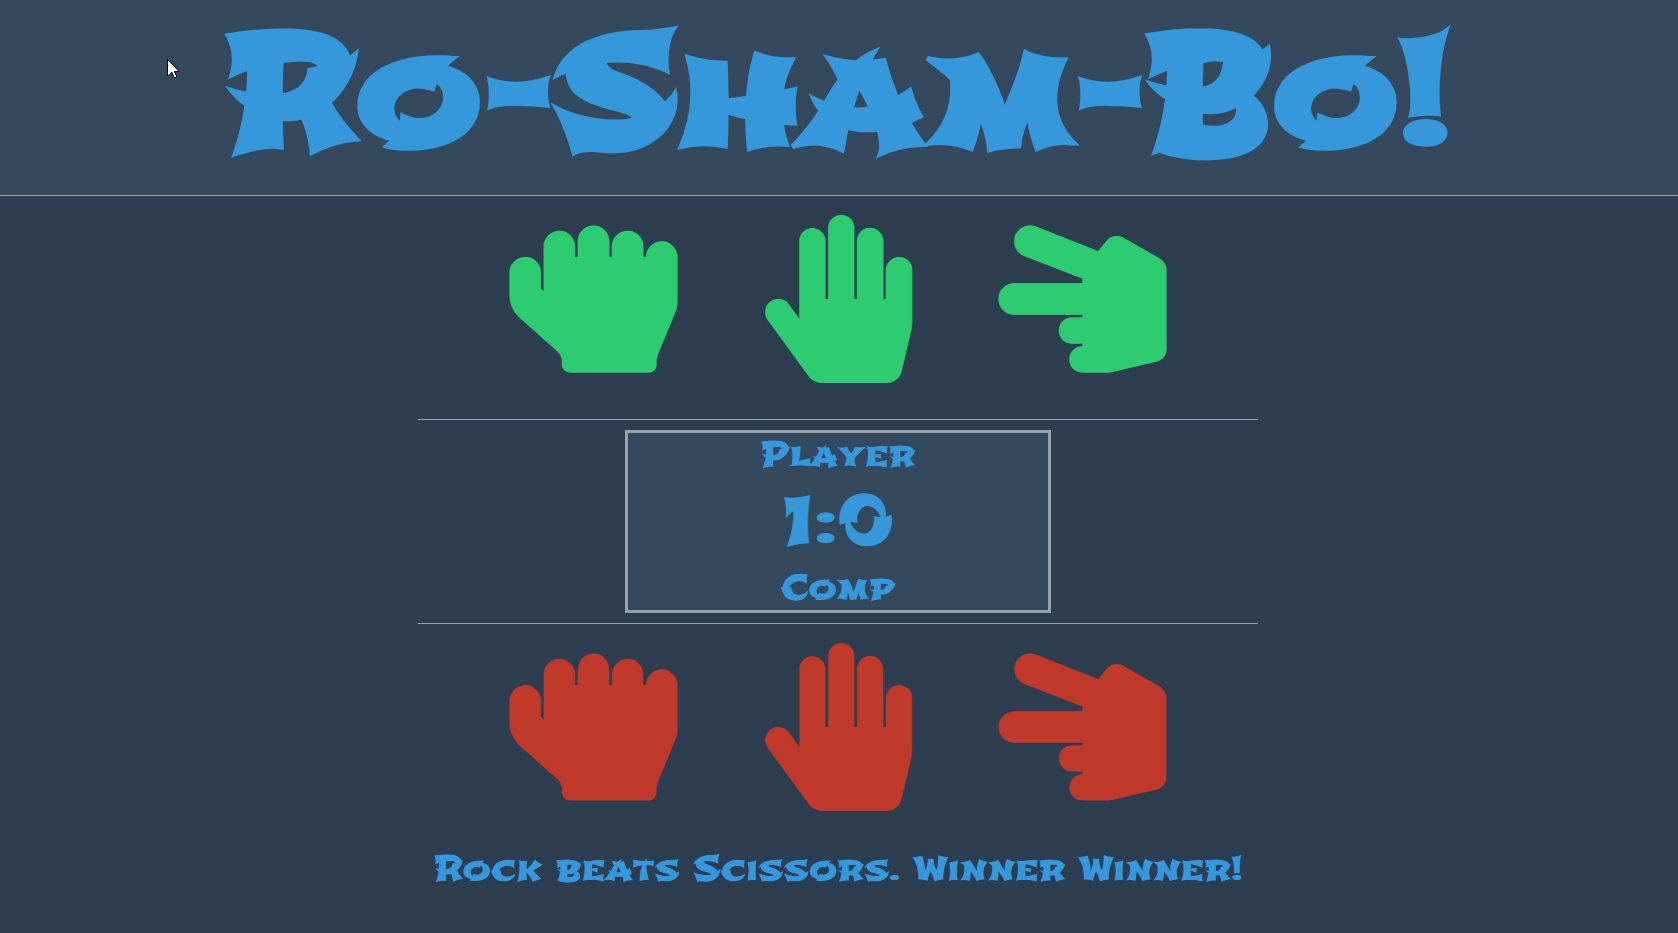 Ro-Sham-Bo!
Player
1:0
Comp
Rock beats Scissors. Winner Winner!